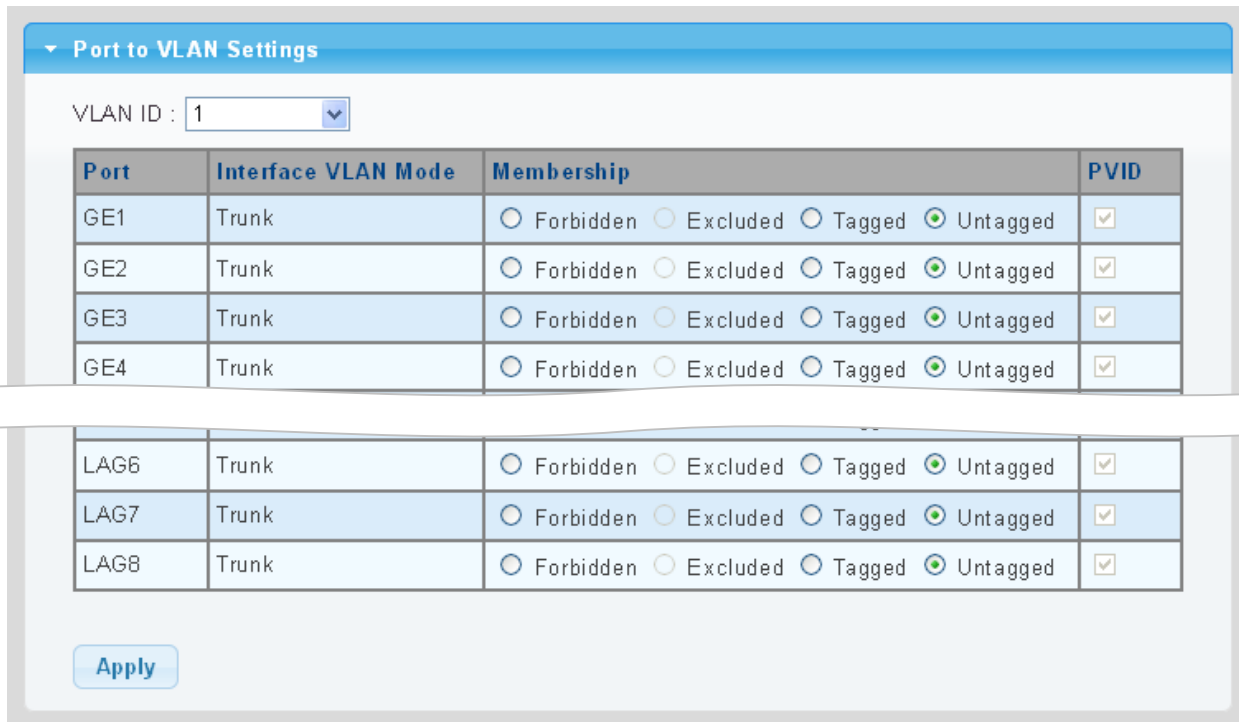 Port to VLAN Settings
VLAN ID : 1
Port Interface VLAN Mode Membership PVID
GE1 Trunk Forbidden Excluded Tagged Untagged
GE2 Trunk Forbidden Excluded Tagged Untagged
GE3 Trunk Forbidden Excluded Tagged Untagged
GE4 Trunk Forbidden Excluded Tagged Untagged
LAG6 Trunk Forbidden Excluded Tagged Untagged
LAG7 Trunk Forbidden Excluded Tagged Untagged
LAG8 Trunk Forbidden Excluded Tagged Untagged
Apply